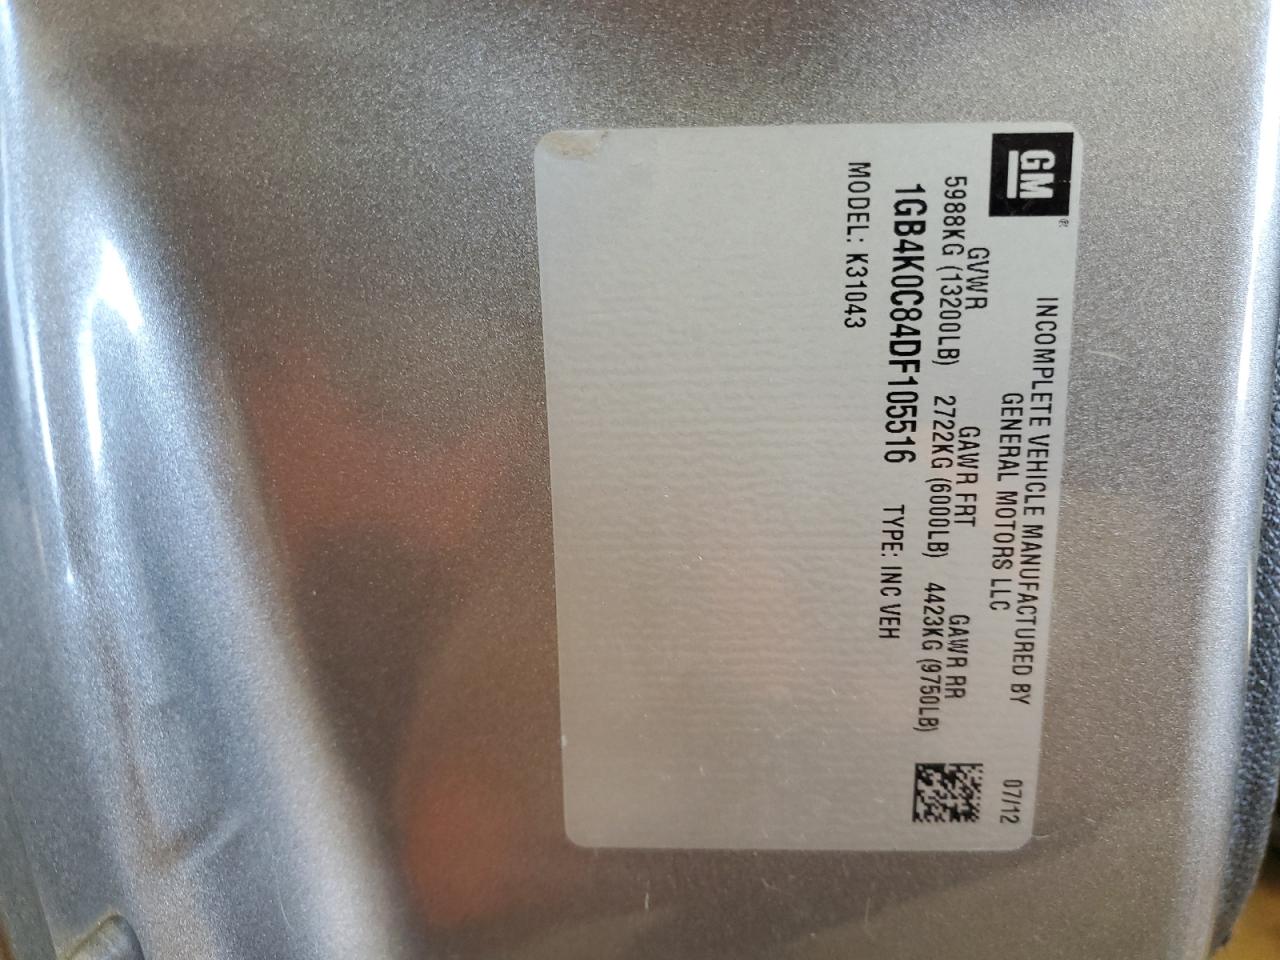 GM®
INCOMPLETE VEHICLE MANUFACTURED BY
GENERAL MOTORS LLC
07/12
GVWR GAWR FRT GAWR RR
5988KG (13200LB) 2722KG (6000LB) 4423KG (9750LB)
1GB4K0C84DF105516 TYPE: INC VEH
MODEL: K31043